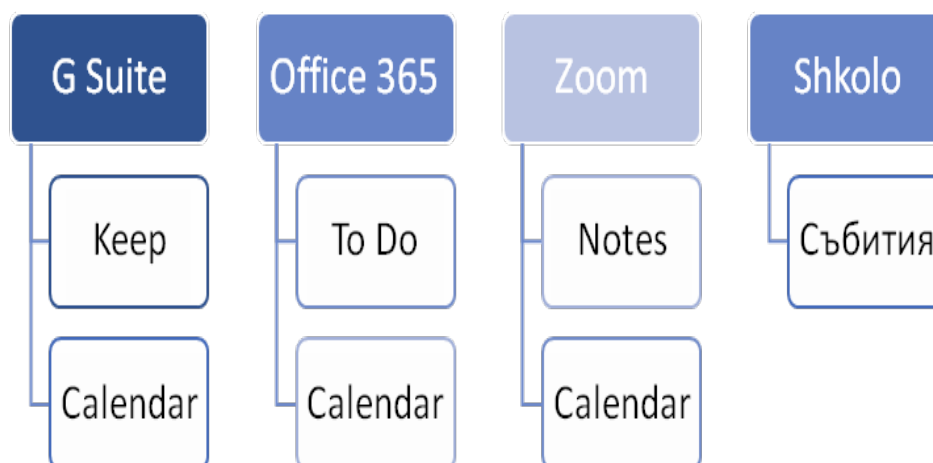 G Suite
Keep
Calendar
Office 365
To Do
Calendar
Zoom
Notes
Calendar
Shkolo
Събития